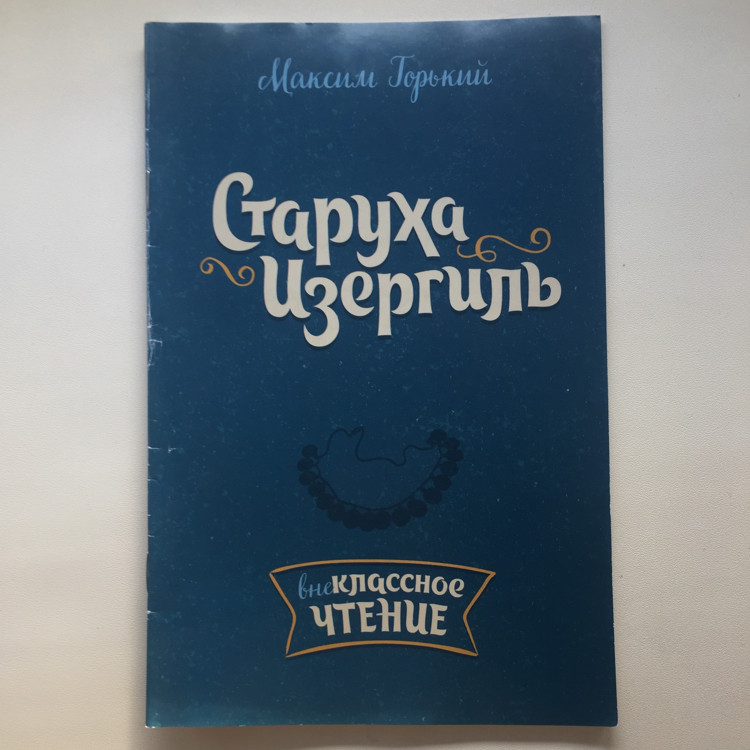 Максим Горький
Старуха
Изергиль
внеклассное
чтение